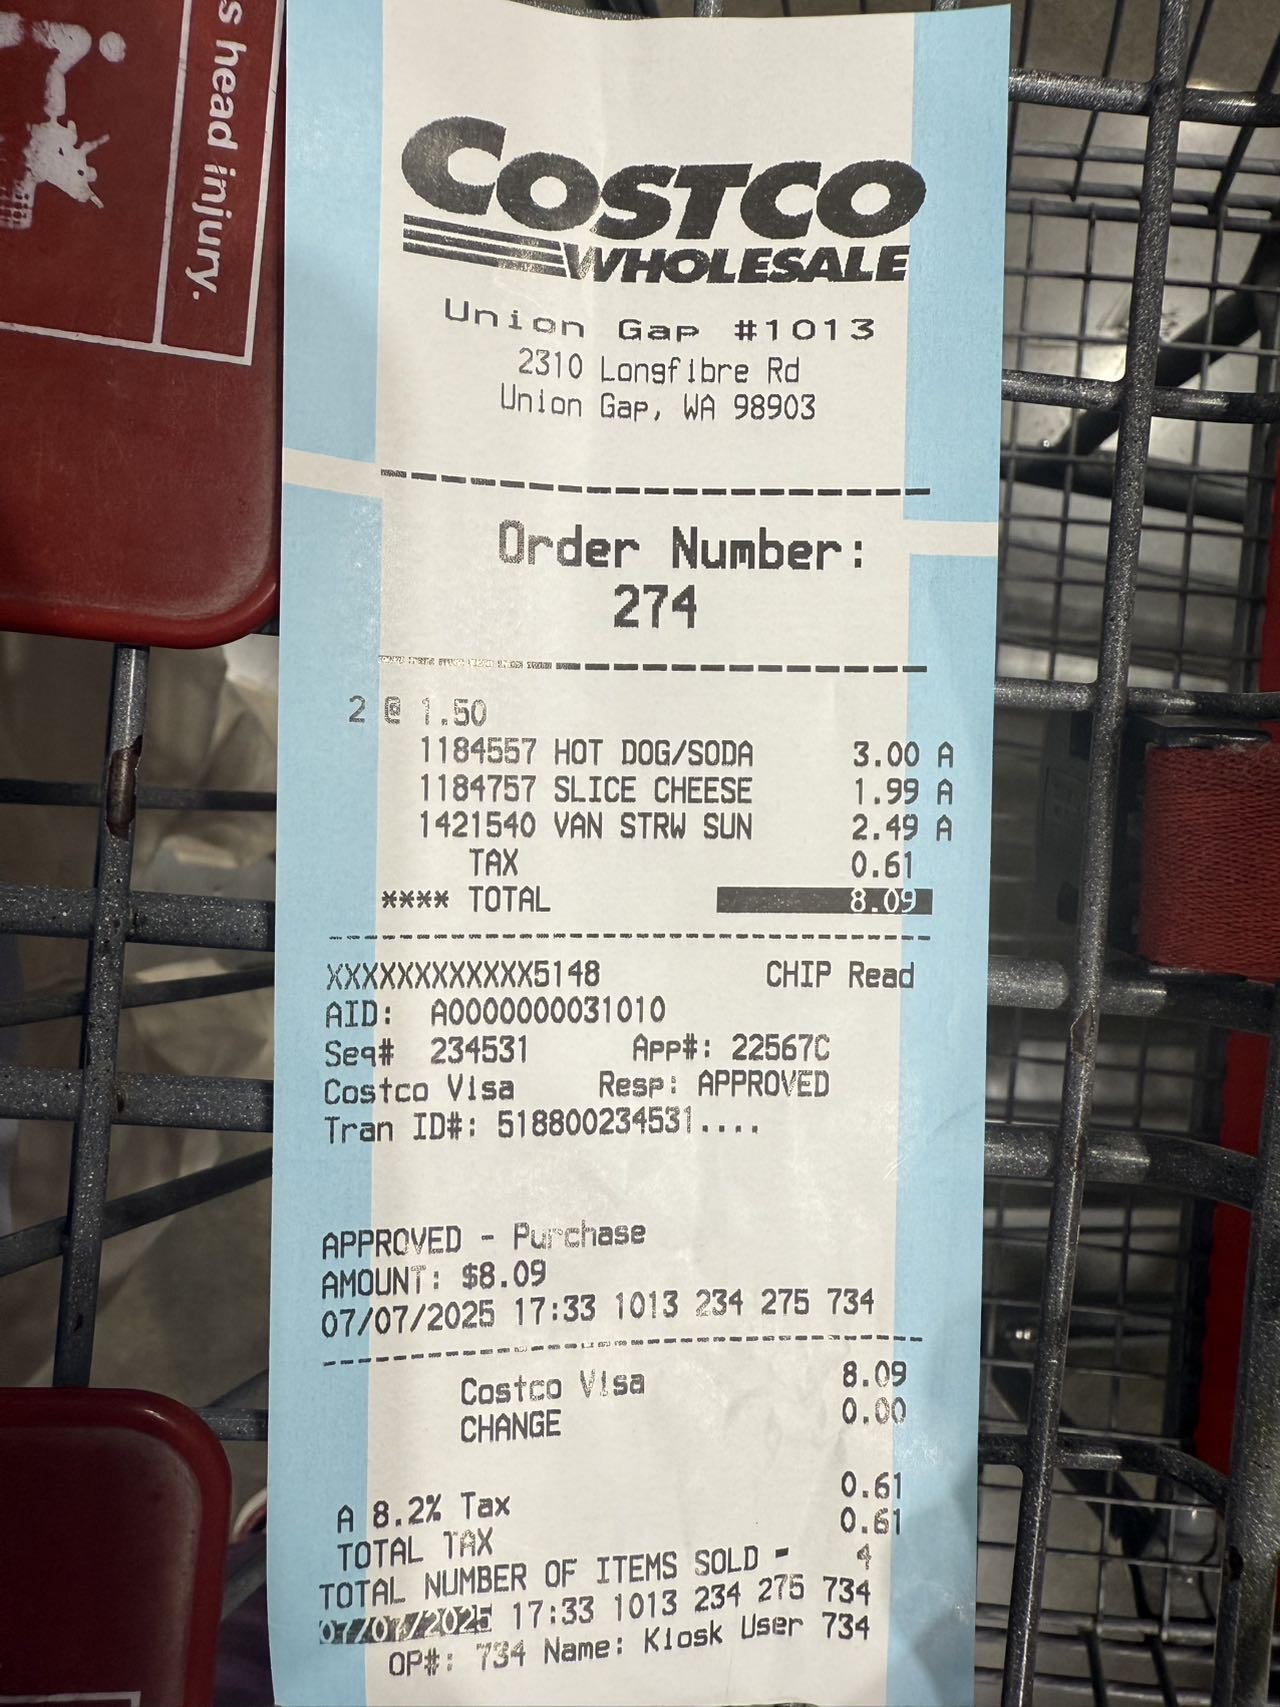 s head injury.
COSTCO
WHOLESALE
Union Gap #1013
2310 Longfibre Rd
Union Gap, WA 98903
Order Number:
274
2 @ 1.50
1184557 HOT DOG/SODA 3.00 A
1184757 SLICE CHEESE 1.99 A
1421540 VAN STRW SUN 2.49 A
TAX 0.61
**** TOTAL 8.09
XXXXXXXXXXXX5148 CHIP Read
AID: A0000000031010
Seq# 234531 App#: 22567C
Costco Visa Resp: APPROVED
Tran ID#: 518800234531....
APPROVED - Purchase
AMOUNT: $8.09
07/07/2025 17:33 1013 234 275 734
Costco Visa 8.09
CHANGE 0.00
A 8.2% Tax 0.61
TOTAL TAX 0.61
TOTAL NUMBER OF ITEMS SOLD - 4
07/07/2025 17:33 1013 234 275 734
OP#: 734 Name: Kiosk User 734